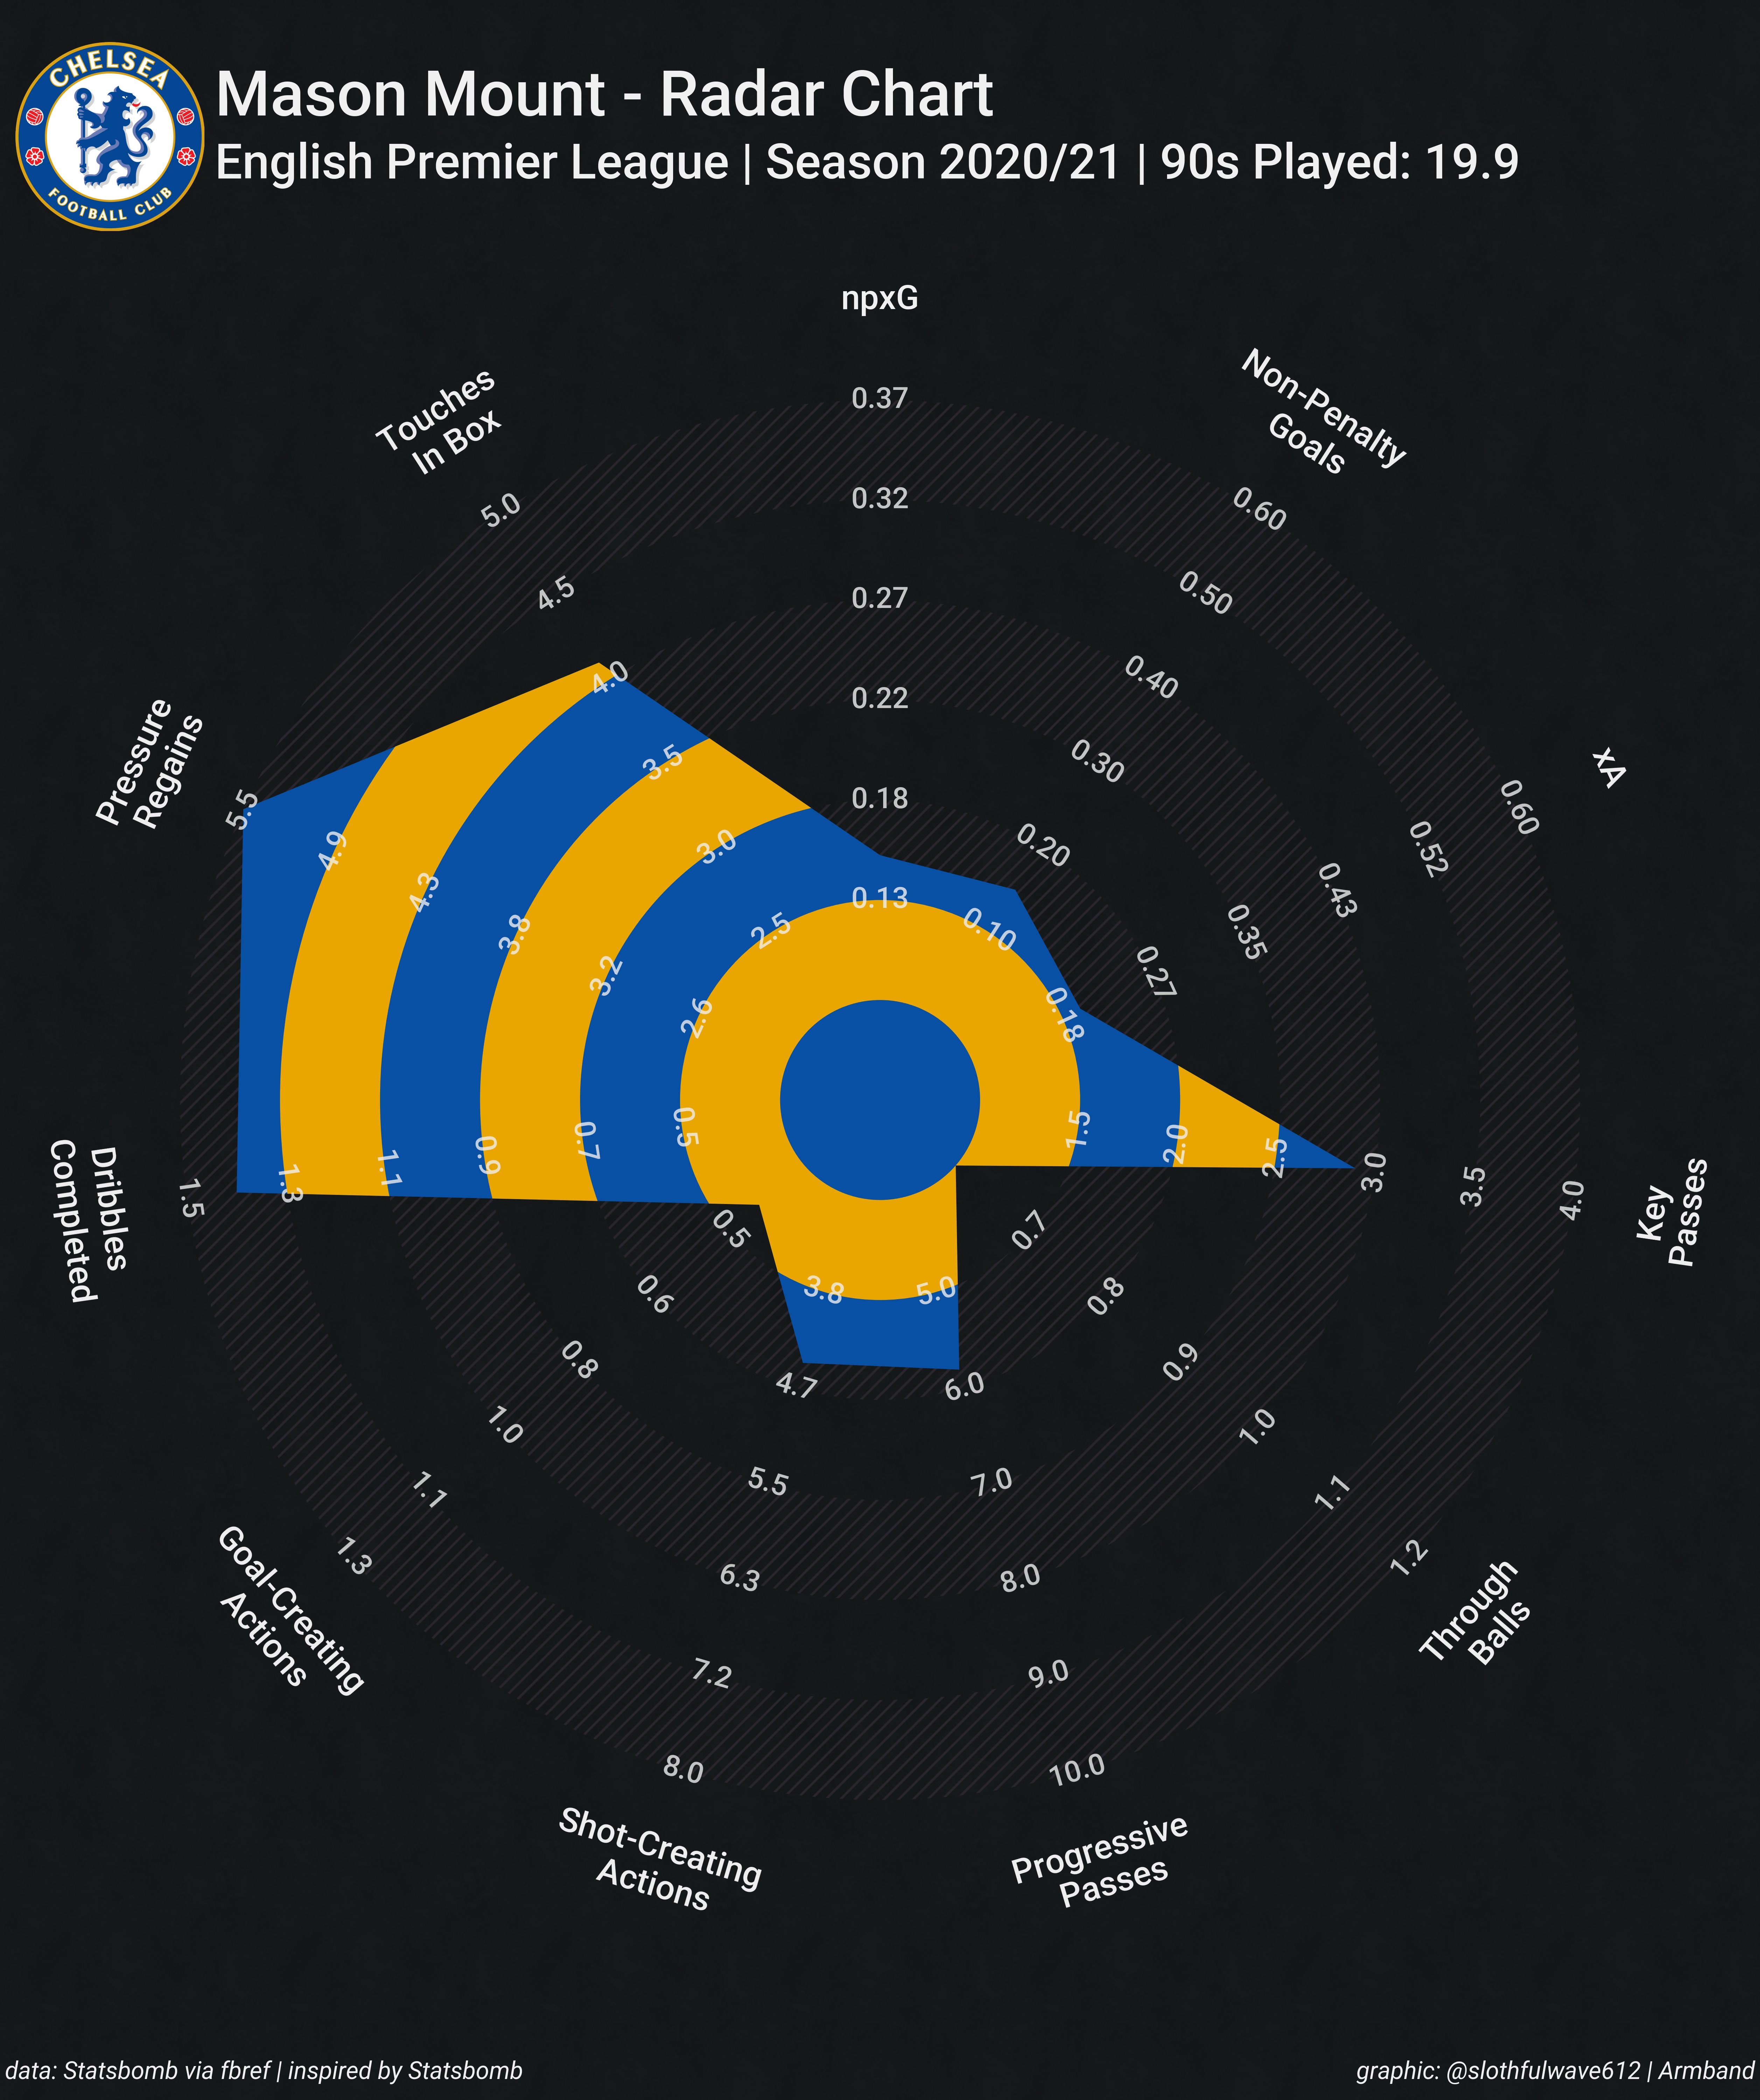 CHELSEA
FOOTBALL CLUB
Mason Mount - Radar Chart
English Premier League | Season 2020/21 | 90s Played: 19.9
npxG
0.37
0.32
0.27
0.22
0.18
0.13
Non-Penalty
Goals
0.60
0.50
0.40
0.30
0.20
0.10
xA
0.60
0.52
0.43
0.35
0.27
0.18
Key
Passes
4.0
3.5
3.0
2.5
2.0
1.5
Through
Balls
1.2
1.1
1.0
0.9
0.8
0.7
Progressive
Passes
10.0
9.0
8.0
7.0
6.0
5.0
Shot-Creating
Actions
8.0
7.2
6.3
5.5
4.7
3.8
Goal-Creating
Actions
1.3
1.1
1.0
0.8
0.6
0.5
Dribbles
Completed
1.5
1.3
1.1
0.9
0.7
0.5
Pressure
Regains
5.5
4.9
4.3
3.8
3.2
2.6
Touches
In Box
5.0
4.5
4.0
3.5
3.0
2.5
data: Statsbomb via fbref | inspired by Statsbomb
graphic: @slothfulwave612 | Armband